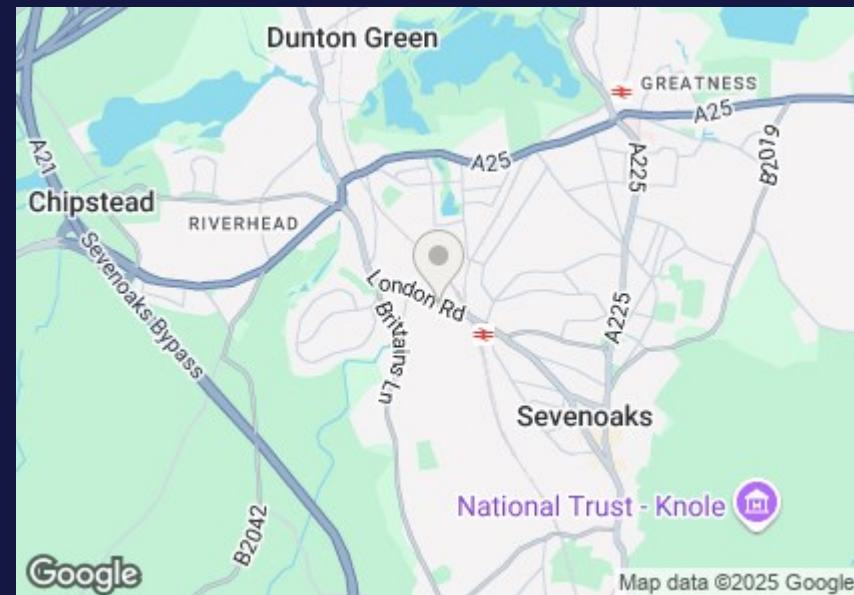 Dunton Green
GREATNESS
A25
A25
A21
A225
B2019
Chipstead
RIVERHEAD
Sevenoaks Bypass
London Rd
Brittains Ln
A225
Sevenoaks
National Trust - Knole
B2042
Google
Map data ©2025 Google